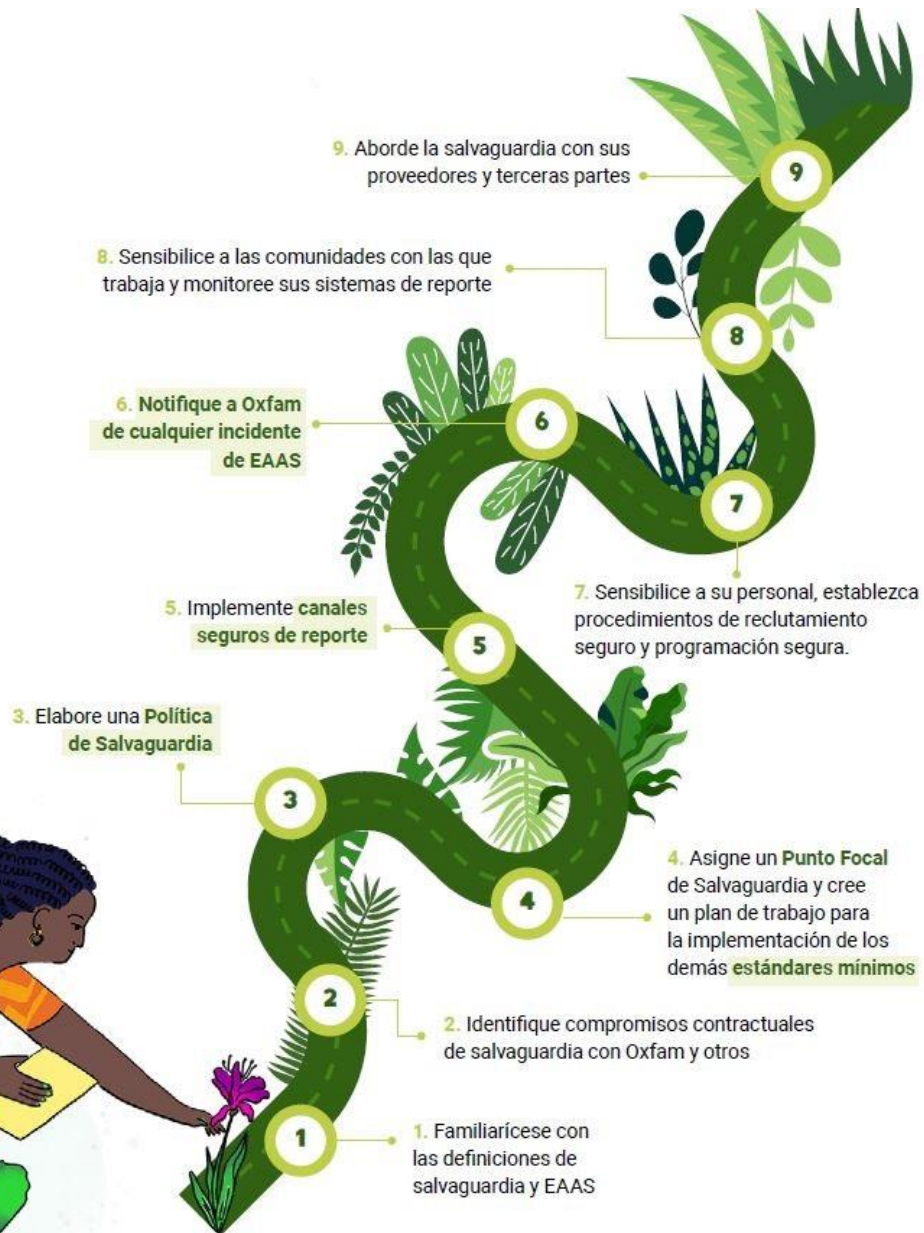 9. Aborde la salvaguardia con sus
proveedores y terceras partes
9
8. Sensibilice a las comunidades con las que
trabaja y monitoree sus sistemas de reporte
8
6. Notifique a Oxfam
de cualquier incidente
de EAAS
6
7
7. Sensibilice a su personal, establezca
procedimientos de reclutamiento
seguro y programación segura.
5. Implemente canales
seguros de reporte
5
3. Elabore una Política
de Salvaguardia
3
4
4. Asigne un Punto Focal
de Salvaguardia y cree
un plan de trabajo para
la implementación de los
demás estándares mínimos
2
2. Identifique compromisos contractuales
de salvaguardia con Oxfam y otros
1
1. Familiarícese con
las definiciones de
salvaguardia y EAAS